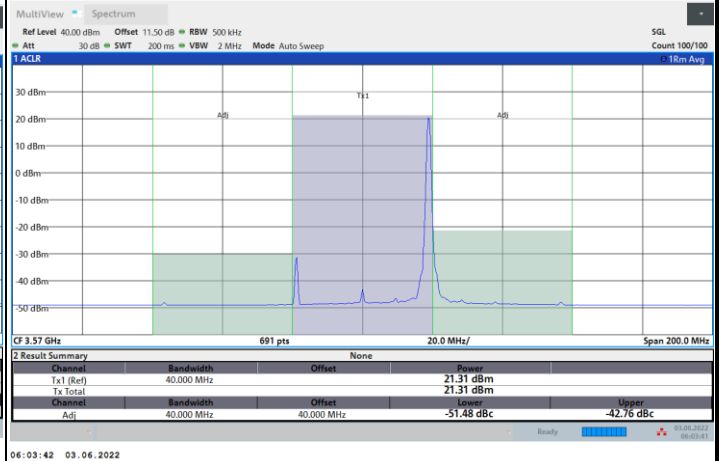 MultiView Spectrum
Ref Level 40.00 dBm Offset 11.50 dB RBW 500 kHz SGL
Att 30 dB SWT 200 ms VBW 2 MHz Mode Auto Sweep Count 100/100
1 ACLR 1Rm Avg
30 dBm
Tx1
20 dBm Adj Adj
10 dBm
0 dBm
-10 dBm
-20 dBm
-30 dBm
-40 dBm
-50 dBm
CF 3.57 GHz 691 pts 20.0 MHz/ Span 200.0 MHz
2 Result Summary None
Channel Bandwidth Offset Power
Tx1 (Ref) 40.000 MHz 21.31 dBm
Tx Total 21.31 dBm
Channel Bandwidth Offset Lower Upper
Adj 40.000 MHz 40.000 MHz -51.48 dBc -42.76 dBc
Ready 03.06.2022
06:03:41
06:03:42 03.06.2022